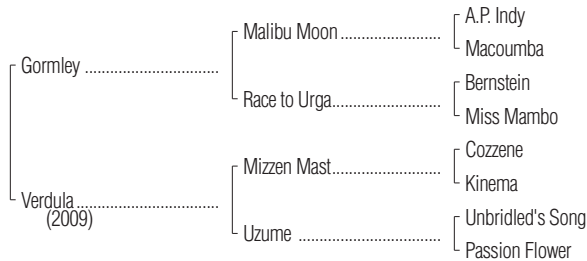 A.P. Indy
Malibu Moon ........................
Macoumba
Gormley ................................
Bernstein
Race to Urga..........................
Miss Mambo
Cozzene
Mizzen Mast..........................
Kinema
Verdula ..................................
(2009)
Unbridled's Song
Uzume ..................................
Passion Flower